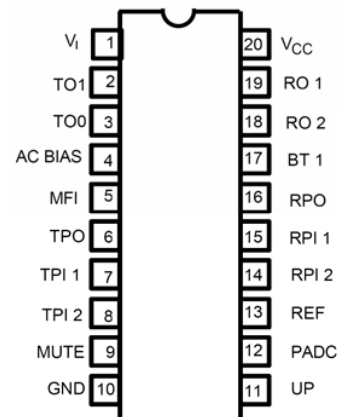 VI 1 20 VCC
TO1 2 19 RO 1
TO0 3 18 RO 2
AC BIAS 4 17 BT 1
MFI 5 16 RPO
TPO 6 15 RPI 1
TPI 1 7 14 RPI 2
TPI 2 8 13 REF
MUTE 9 12 PADC
GND 10 11 UP